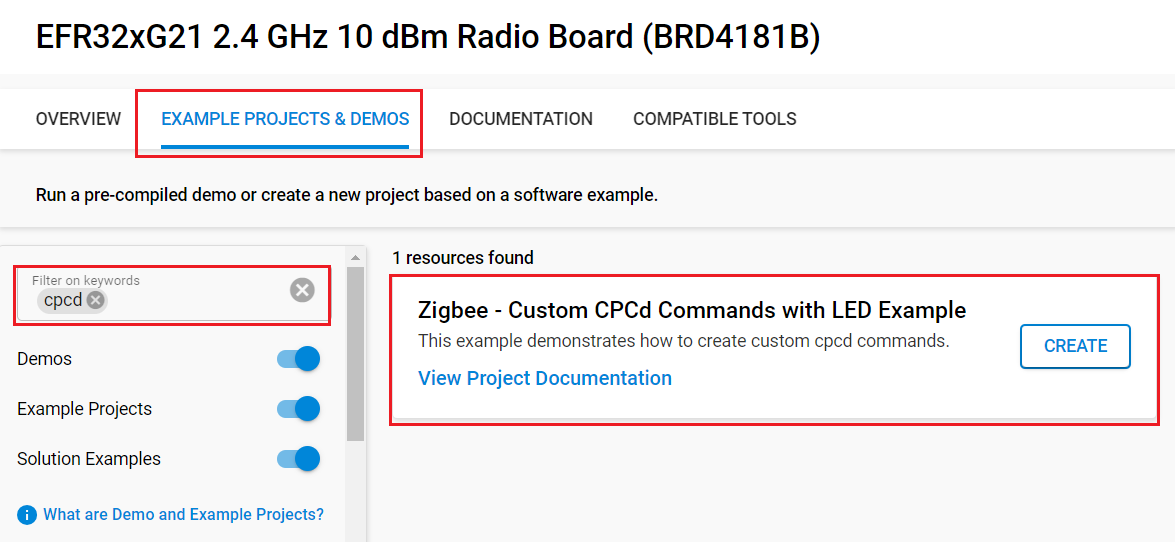 EFR32xG21 2.4 GHz 10 dBm Radio Board (BRD4181B)
OVERVIEW EXAMPLE PROJECTS & DEMOS DOCUMENTATION COMPATIBLE TOOLS
Run a pre-compiled demo or create a new project based on a software example.
Filter on keywords
cpcd
Demos
Example Projects
Solution Examples
What are Demo and Example Projects?
1 resources found
Zigbee - Custom CPCd Commands with LED Example
This example demonstrates how to create custom cpcd commands.
View Project Documentation
CREATE